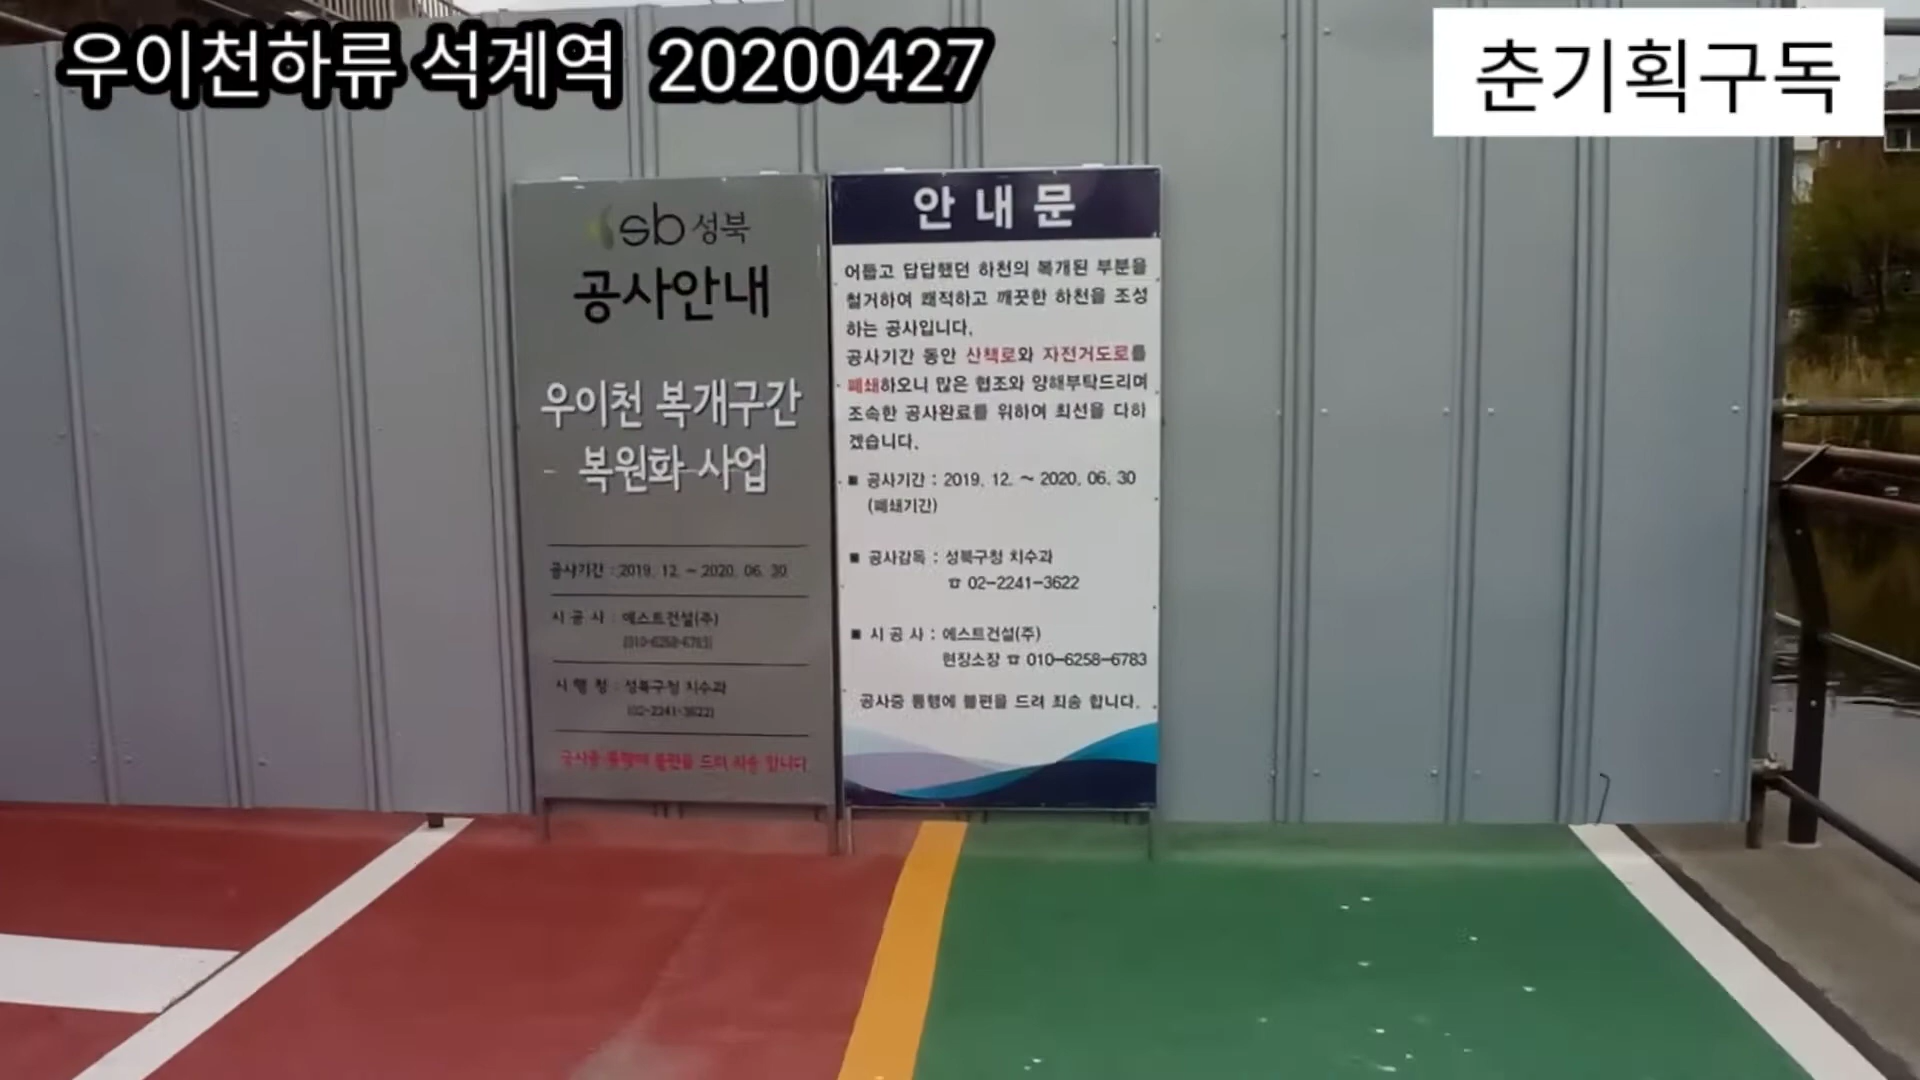 우이천하류 석계역 20200427
춘기획구독
sb 성북
공사안내
우이천 복개구간
복원화 사업
공사기간 : 2019. 12. ~ 2020. 06. 30
시 공 사 : 에스트건설(주)
(010-6258-6783)
시 행 청 : 성북구청 치수과
(02-2241-3622)
공사중 통행에 불편을 드려 죄송 합니다
안 내 문
어둡고 답답했던 하천의 복개된 부분을
철거하여 쾌적하고 깨끗한 하천을 조성
하는 공사입니다.
공사기간 동안 산책로와 자전거도로를
폐쇄하오니 많은 협조와 양해부탁드리며
조속한 공사완료를 위하여 최선을 다하
겠습니다.
■ 공사기간 : 2019. 12. ~ 2020. 06. 30
(폐쇄기간)
■ 공사감독 : 성북구청 치수과
☎ 02-2241-3622
■ 시 공 사 : 에스트건설(주)
현장소장 ☎ 010-6258-6783
공사중 통행에 불편을 드려 죄송 합니다.